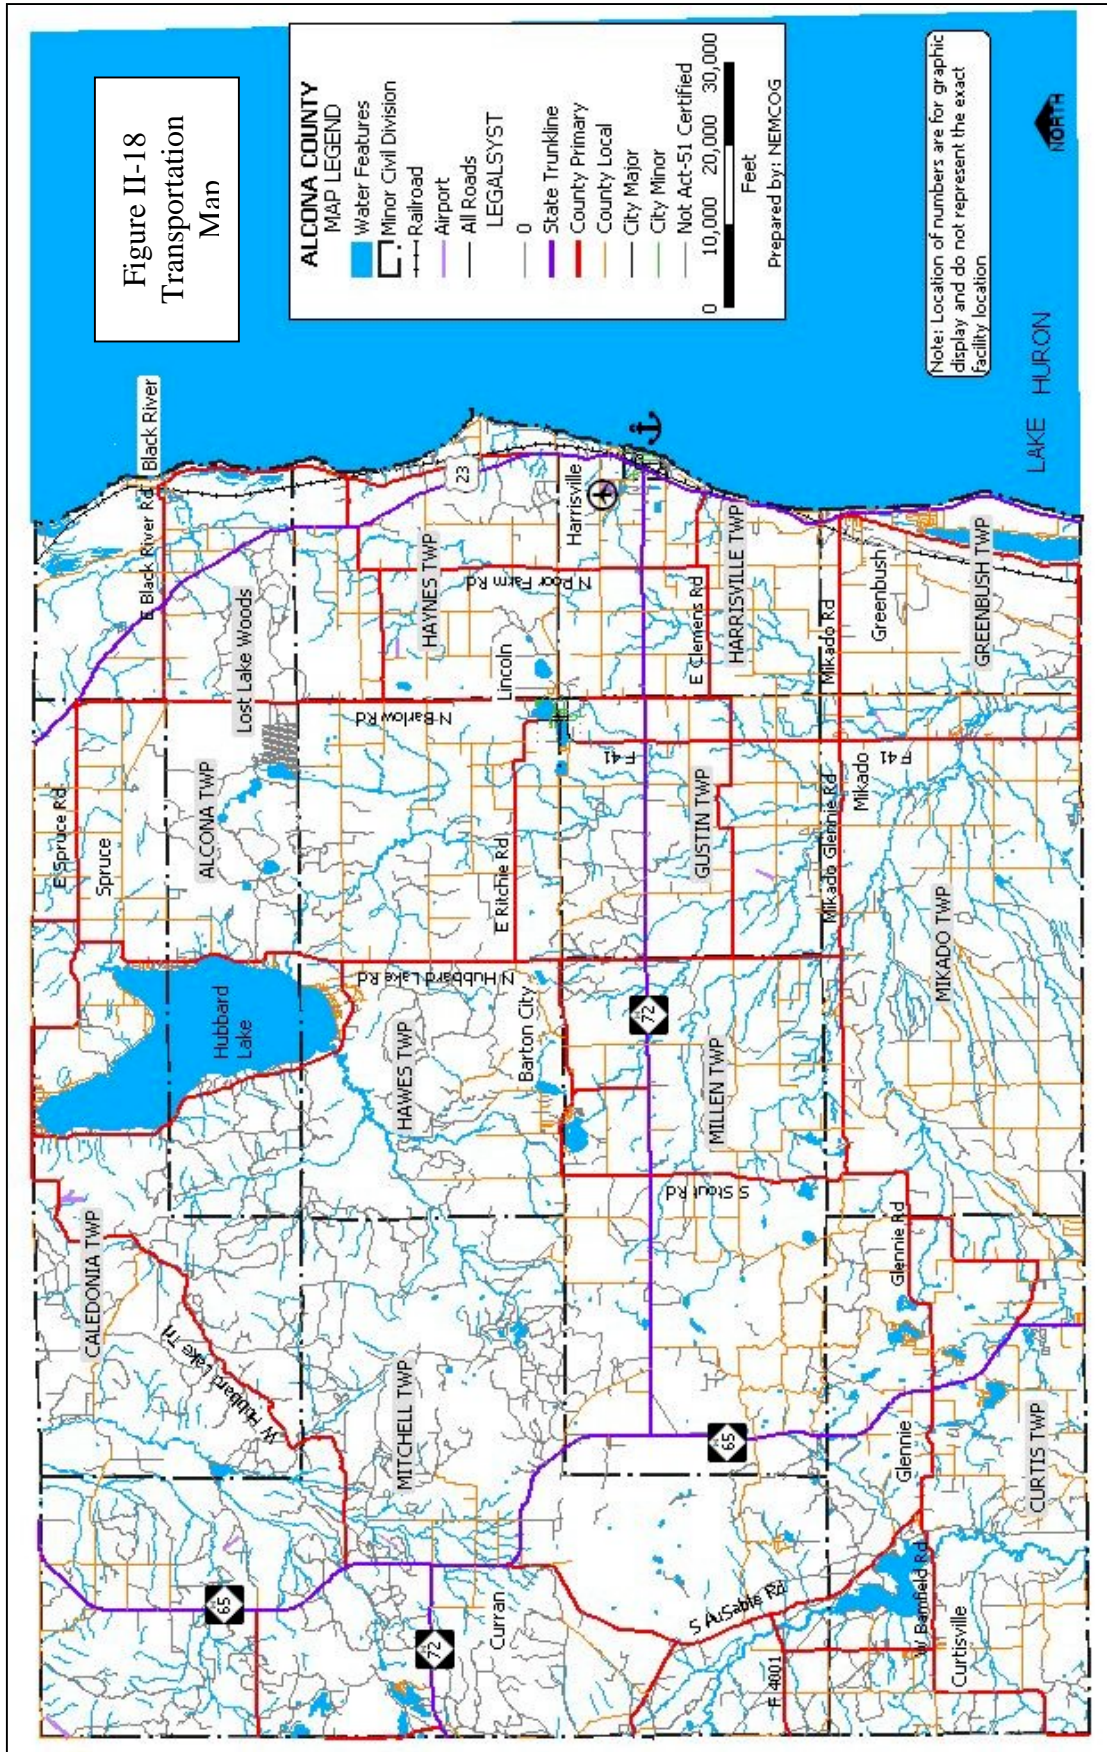 Figure II-18
Transportation
Map
ALCONA COUNTY
MAP LEGEND
Water Features
Minor Civil Division
Railroad
Airport
All Roads
LEGALSYST
0
State Trunkline
County Primary
County Local
City Major
City Minor
Not Act-51 Certified
0 10,000 20,000 30,000
Feet
Prepared by: NEMCOG
Note: Location of numbers are for graphic
display and do not represent the exact
facility location
NORTH
LAKE HURON
Black River
E Black River Rd
Lost Lake Woods
E Spruce Rd
Spruce
ALCONA TWP
Hubbard
Lake
CALEDONIA TWP
W Hubbard Lake Trl
65
23
HAYNES TWP
N Poor Farm Rd
N Barlow Rd
Lincoln
Harrisville
E Ritchie Rd
N Hubbard Lake Rd
HAWES TWP
Barton City
MITCHELL TWP
72
Curran
E Clemens Rd
HARRISVILLE TWP
F 41
GUSTIN TWP
72
MILLEN TWP
S Stout Rd
65
S AuSable Rd
F 4001
Mikado Rd
Greenbush
GREENBUSH TWP
Mikado Glennie Rd
Mikado
F 41
MIKADO TWP
Glennie Rd
Glennie
CURTIS TWP
W Bamfield Rd
Curtisville